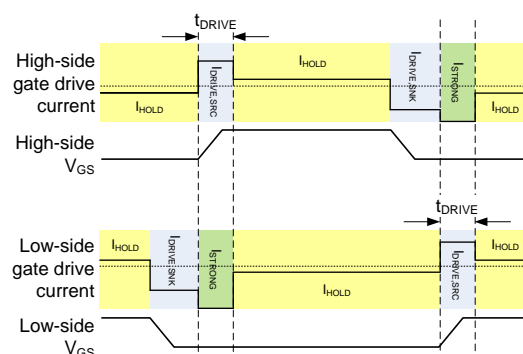 tDRIVE
High-side
gate drive
current
IHOLD
IDRIVE,SRC
IHOLD
IDRIVE,SNK
ISTRONG
High-side
VGS
tDRIVE
Low-side
gate drive
current
IHOLD
IDRIVE,SNK
ISTRONG
IHOLD
IDRIVE,SRC
IHOLD
Low-side
VGS